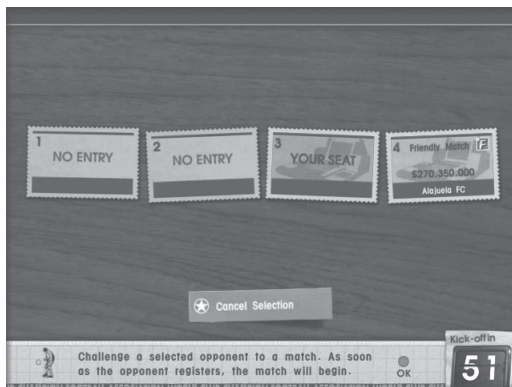 1
NO ENTRY
2
NO ENTRY
3
YOUR SEAT
4 Friendly Match F
$270.350.000
Alajuela FC
Cancel Selection
Challenge a selected opponent to a match. As soon
as the opponent registers, the match will begin.
OK
Kick-off in
51